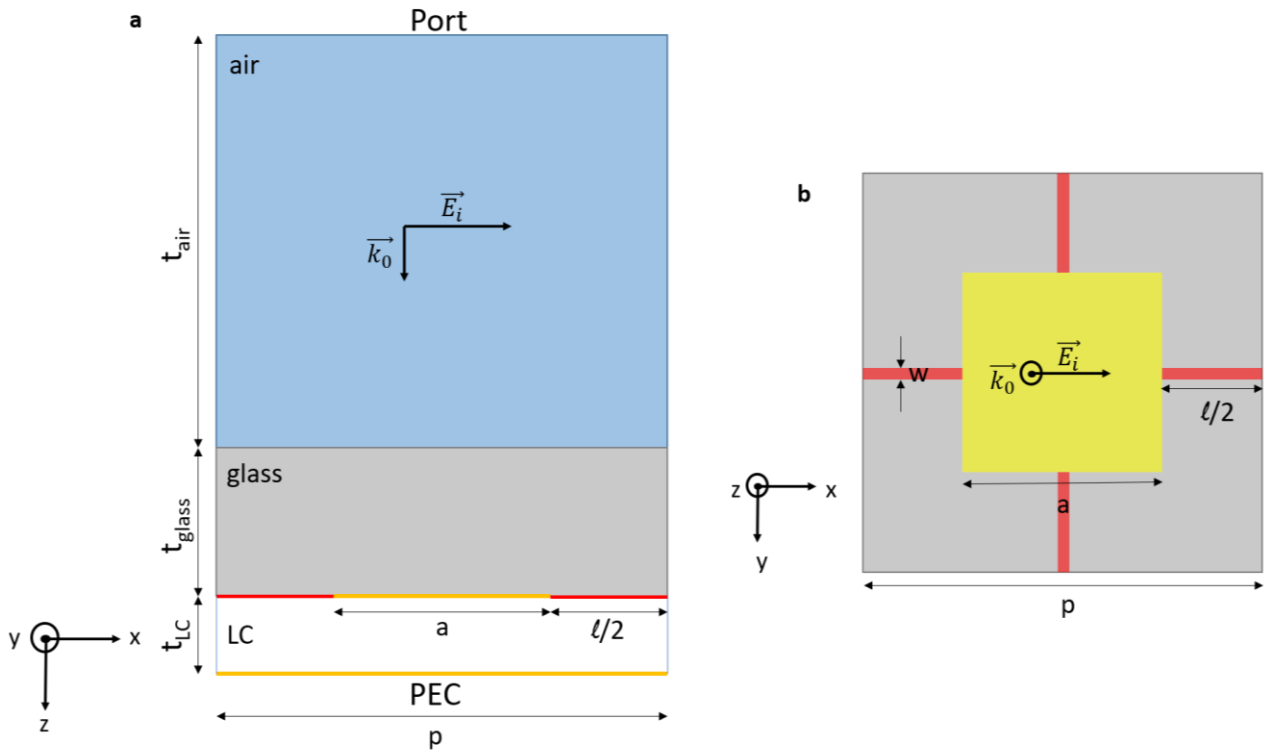 a
Port
air
t_air
E_i
k_0
glass
t_glass
a
ℓ/2
LC
t_LC
PEC
p
y
x
z
b
w
k_0
E_i
ℓ/2
a
p
z
x
y